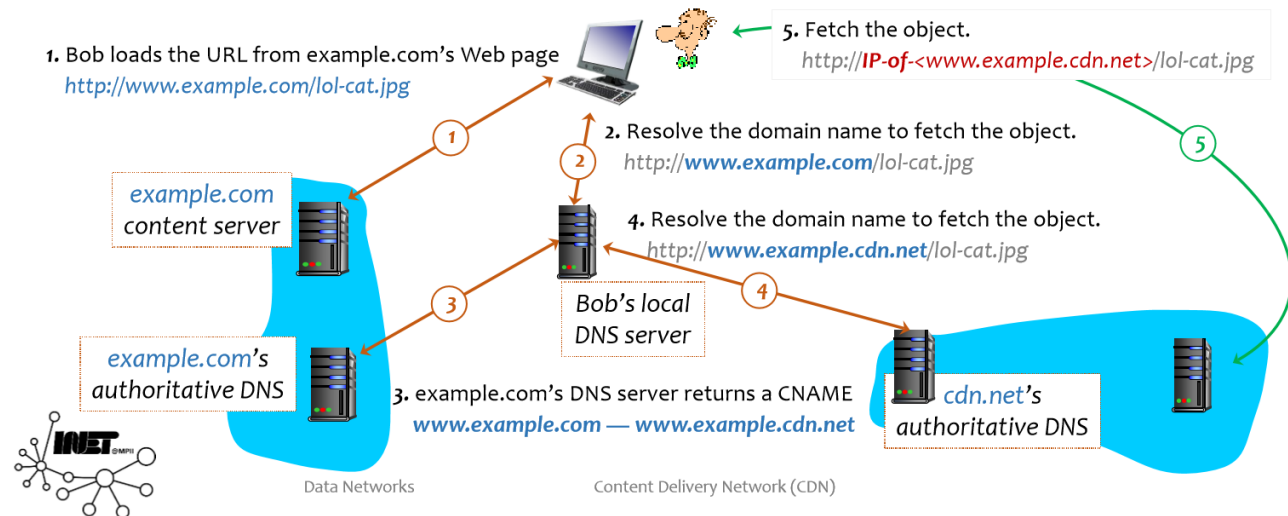 1. Bob loads the URL from example.com's Web page
http://www.example.com/lol-cat.jpg
5. Fetch the object.
http://IP-of-<www.example.cdn.net>/lol-cat.jpg
1
2. Resolve the domain name to fetch the object.
http://www.example.com/lol-cat.jpg
2
5
example.com
content server
4. Resolve the domain name to fetch the object.
http://www.example.cdn.net/lol-cat.jpg
3
4
Bob's local
DNS server
example.com's
authoritative DNS
3. example.com's DNS server returns a CNAME
www.example.com — www.example.cdn.net
cdn.net's
authoritative DNS
INET @MPII
Data Networks
Content Delivery Network (CDN)